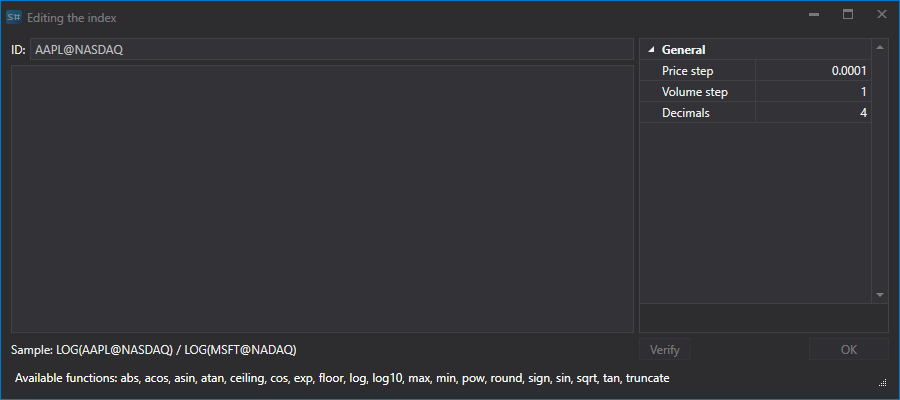 S# Editing the index
ID: AAPL@NASDAQ
General
Price step 0.0001
Volume step 1
Decimals 4
Sample: LOG(AAPL@NASDAQ) / LOG(MSFT@NADAQ)
Verify OK
Available functions: abs, acos, asin, atan, ceiling, cos, exp, floor, log, log10, max, min, pow, round, sign, sin, sqrt, tan, truncate